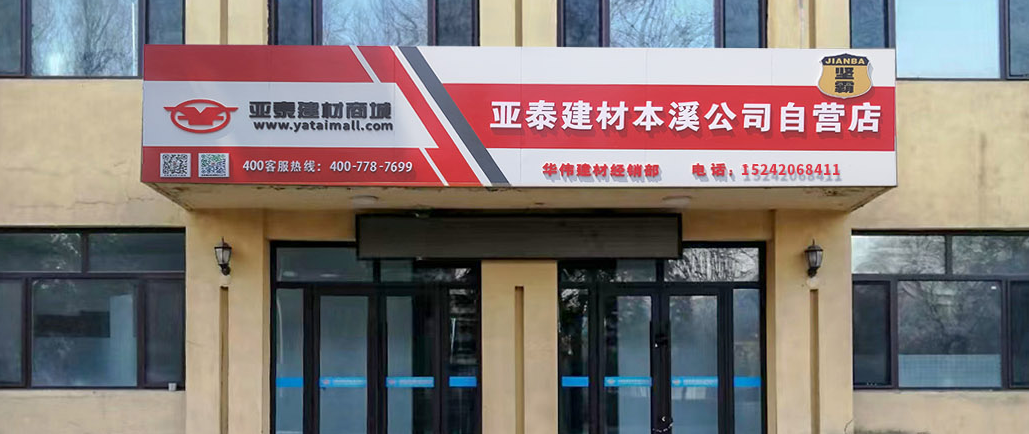 亚泰建材商城
www.yataimall.com
400客服热线：400-778-7699
JIANBA
坚霸
亚泰建材本溪公司自营店
华伟建材经销部 电话：15242068411